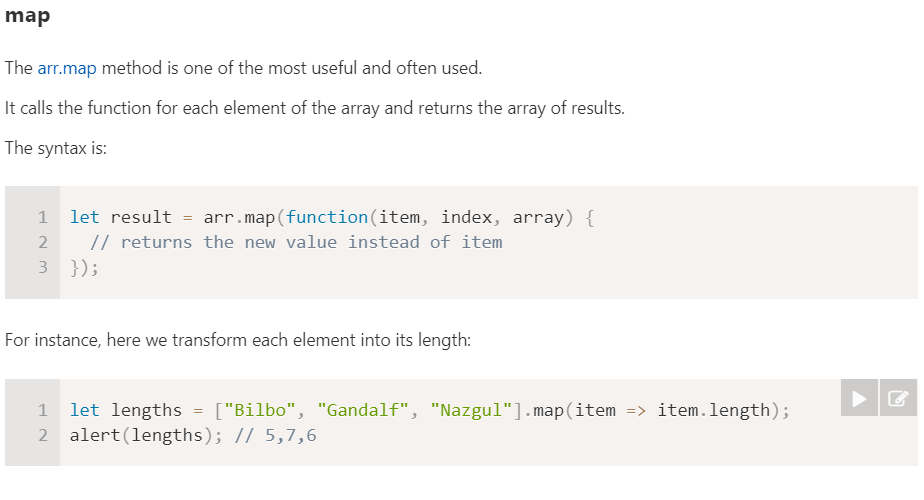 map
The arr.map method is one of the most useful and often used.
It calls the function for each element of the array and returns the array of results.
The syntax is:
1 let result = arr.map(function(item, index, array) {
2   // returns the new value instead of item
3 });
For instance, here we transform each element into its length:
1 let lengths = ["Bilbo", "Gandalf", "Nazgul"].map(item => item.length);
2 alert(lengths); // 5,7,6